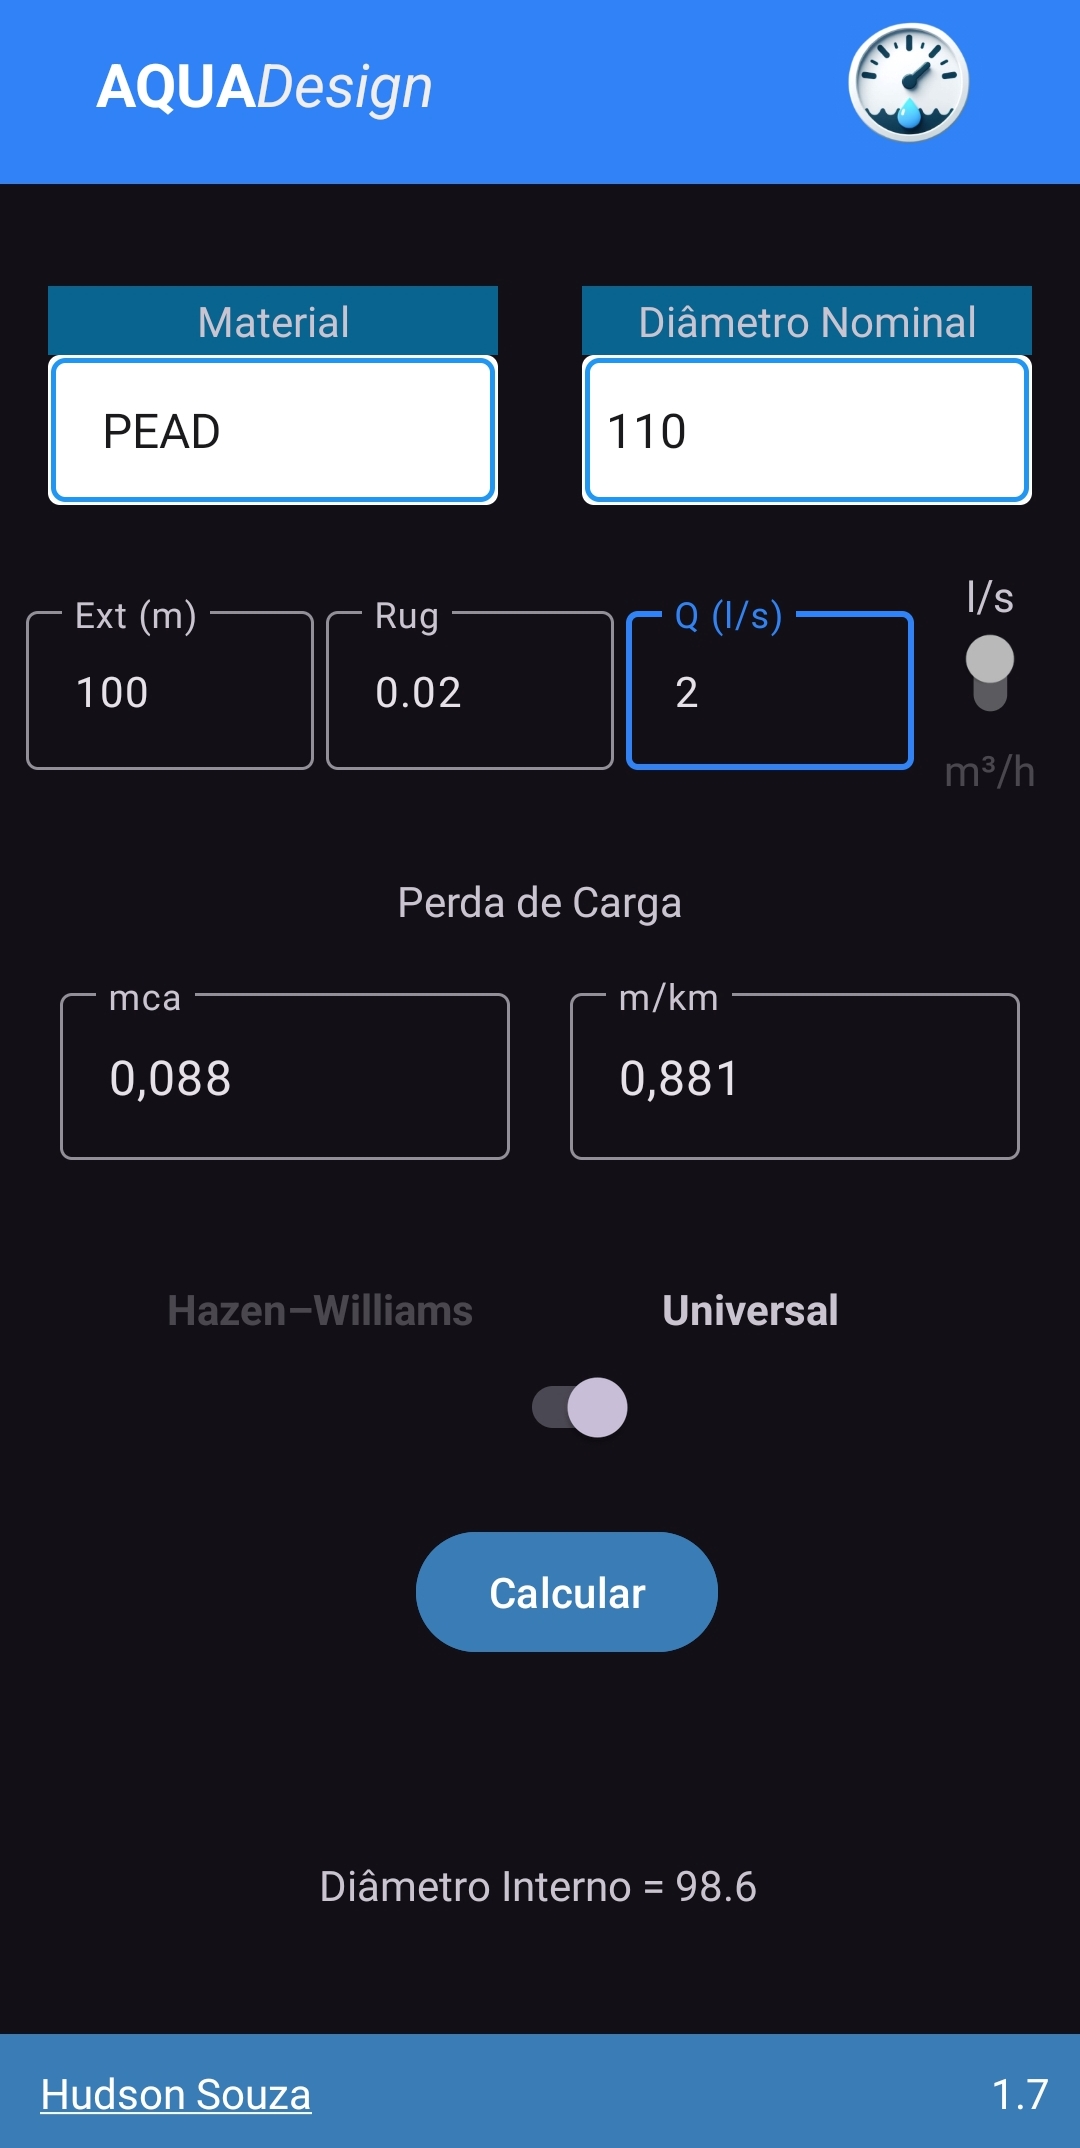 AQUADesign
Material
Diâmetro Nominal
PEAD
110
Ext (m)
Rug
Q (l/s)
l/s
100
0.02
2
m³/h
Perda de Carga
mca
m/km
0,088
0,881
Hazen–Williams
Universal
Calcular
Diâmetro Interno = 98.6
Hudson Souza
1.7